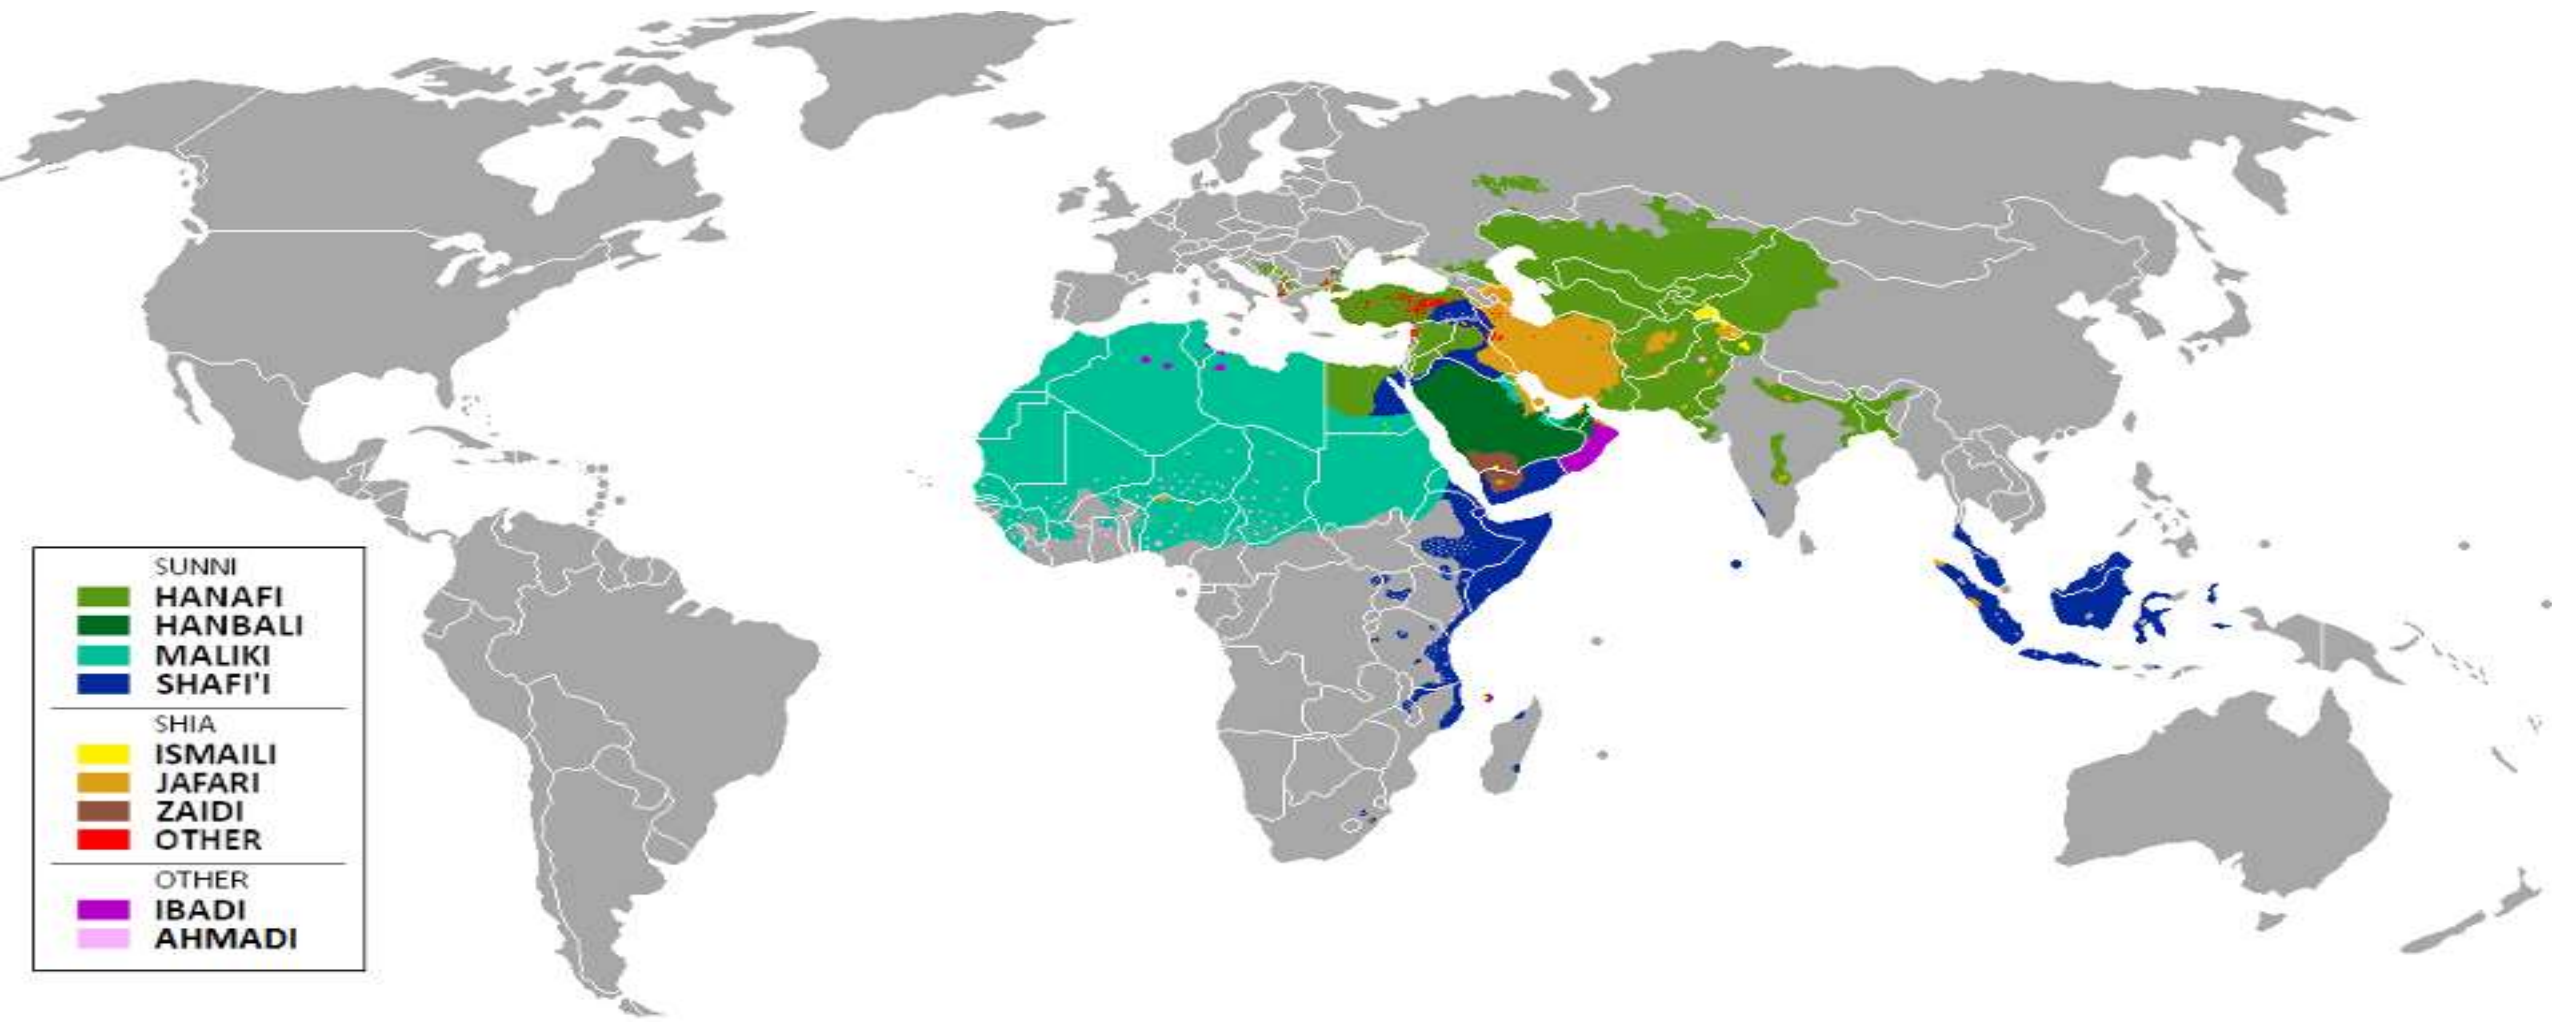 SUNNI
HANAFI
HANBALI
MALIKI
SHAFI'I
SHIA
ISMAILI
JAFARI
ZAIDI
OTHER
OTHER
IBADI
AHMADI